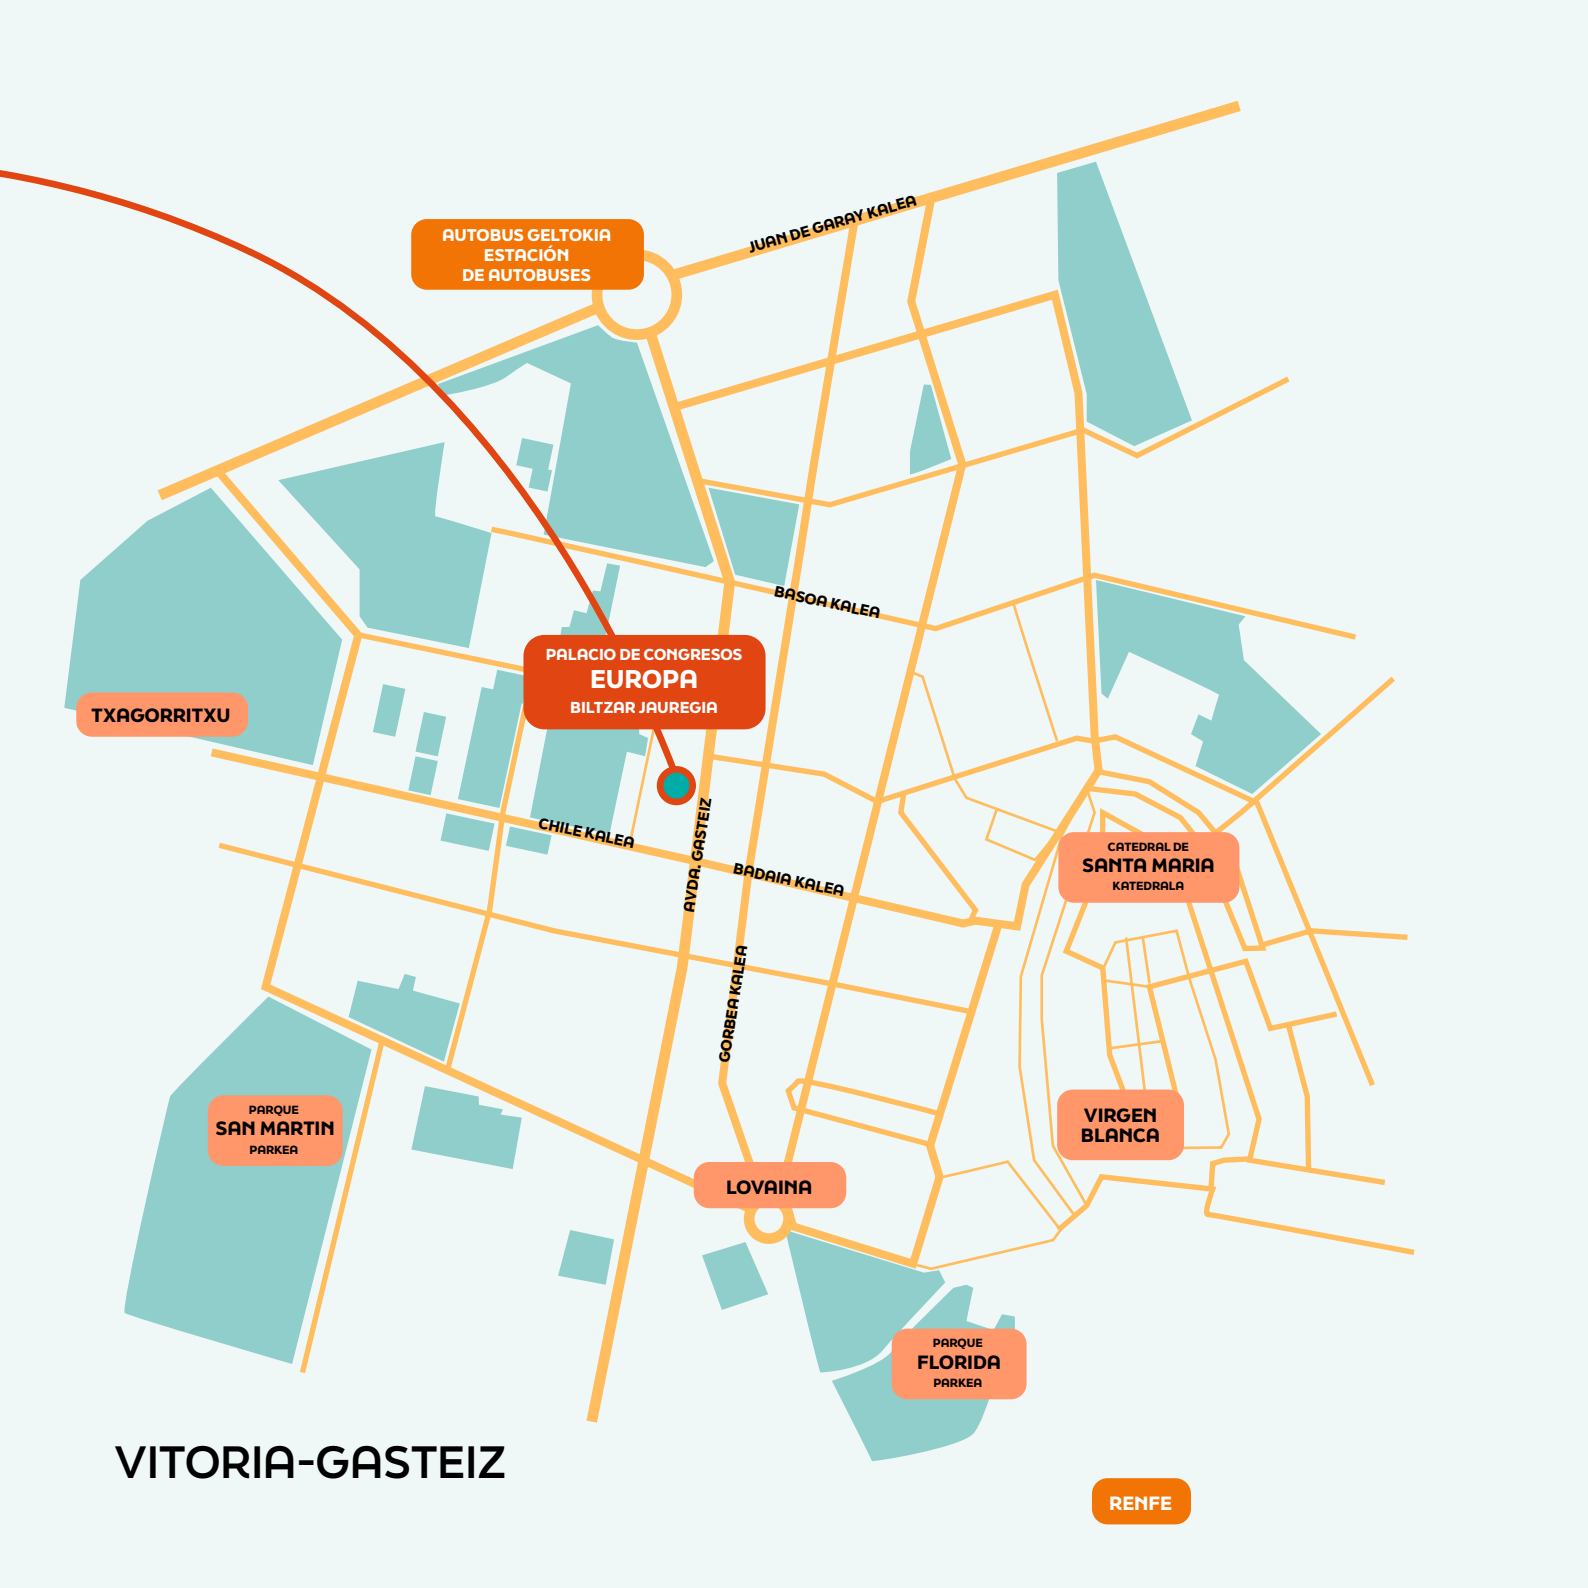 JUAN DE GARAY KALEA
AUTOBUS GELTOKIA
ESTACIÓN
DE AUTOBUSES
BASOA KALEA
PALACIO DE CONGRESOS
EUROPA
BILTZAR JAUREGIA
TXAGORRITXU
CHILE KALEA
AVDA. GASTEIZ
BADAIA KALEA
CATEDRAL DE
SANTA MARIA
KATEDRALA
GORBEA KALEA
PARQUE
SAN MARTIN
PARKEA
VIRGEN
BLANCA
LOVAINA
PARQUE
FLORIDA
PARKEA
VITORIA-GASTEIZ
RENFE